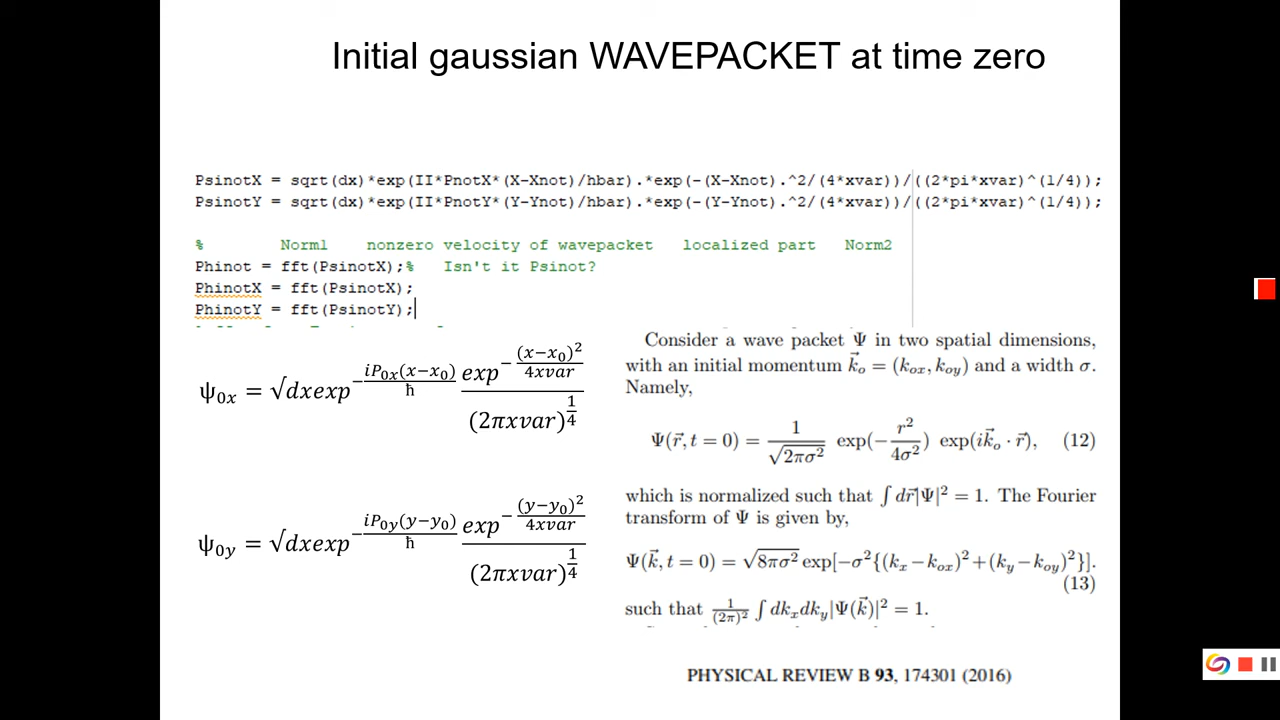 Initial gaussian WAVEPACKET at time zero
PsinotX = sqrt(dx)*exp(II*PnotX*(X-Xnot)/hbar).*exp(-(X-Xnot).^2/(4*xvar))/((2*pi*xvar)^(1/4));
PsinotY = sqrt(dx)*exp(II*PnotY*(Y-Ynot)/hbar).*exp(-(Y-Ynot).^2/(4*xvar))/((2*pi*xvar)^(1/4));
% Norm1 nonzero velocity of wavepacket localized part Norm2
Phinot = fft(PsinotX);% Isn't it Psinot?
PhinotX = fft(PsinotX);
PhinotY = fft(PsinotY);
ψ₀ₓ = √dxexp^(-iP₀ₓ(x−x₀)/ħ) exp^(-(x−x₀)²/4xvar)/(2πxvar)^(1/4)
ψ₀y = √dxexp^(-iP₀y(y−y₀)/ħ) exp^(-(y−y₀)²/4xvar)/(2πxvar)^(1/4)
Consider a wave packet Ψ in two spatial dimensions,
with an initial momentum k⃗ₒ = (kₒₓ, kₒy) and a width σ.
Namely,
Ψ(r⃗, t = 0) = 1/√(2πσ²) exp(−r²/4σ²) exp(ik⃗ₒ · r⃗), (12)
which is normalized such that ∫ dr⃗|Ψ|² = 1. The Fourier
transform of Ψ is given by,
Ψ(k⃗, t = 0) = √(8πσ²) exp[−σ²{(kₓ−kₒₓ)²+(ky−kₒy)²}].
(13)
such that 1/(2π)² ∫ dkₓdky|Ψ(k⃗)|² = 1.
PHYSICAL REVIEW B 93, 174301 (2016)